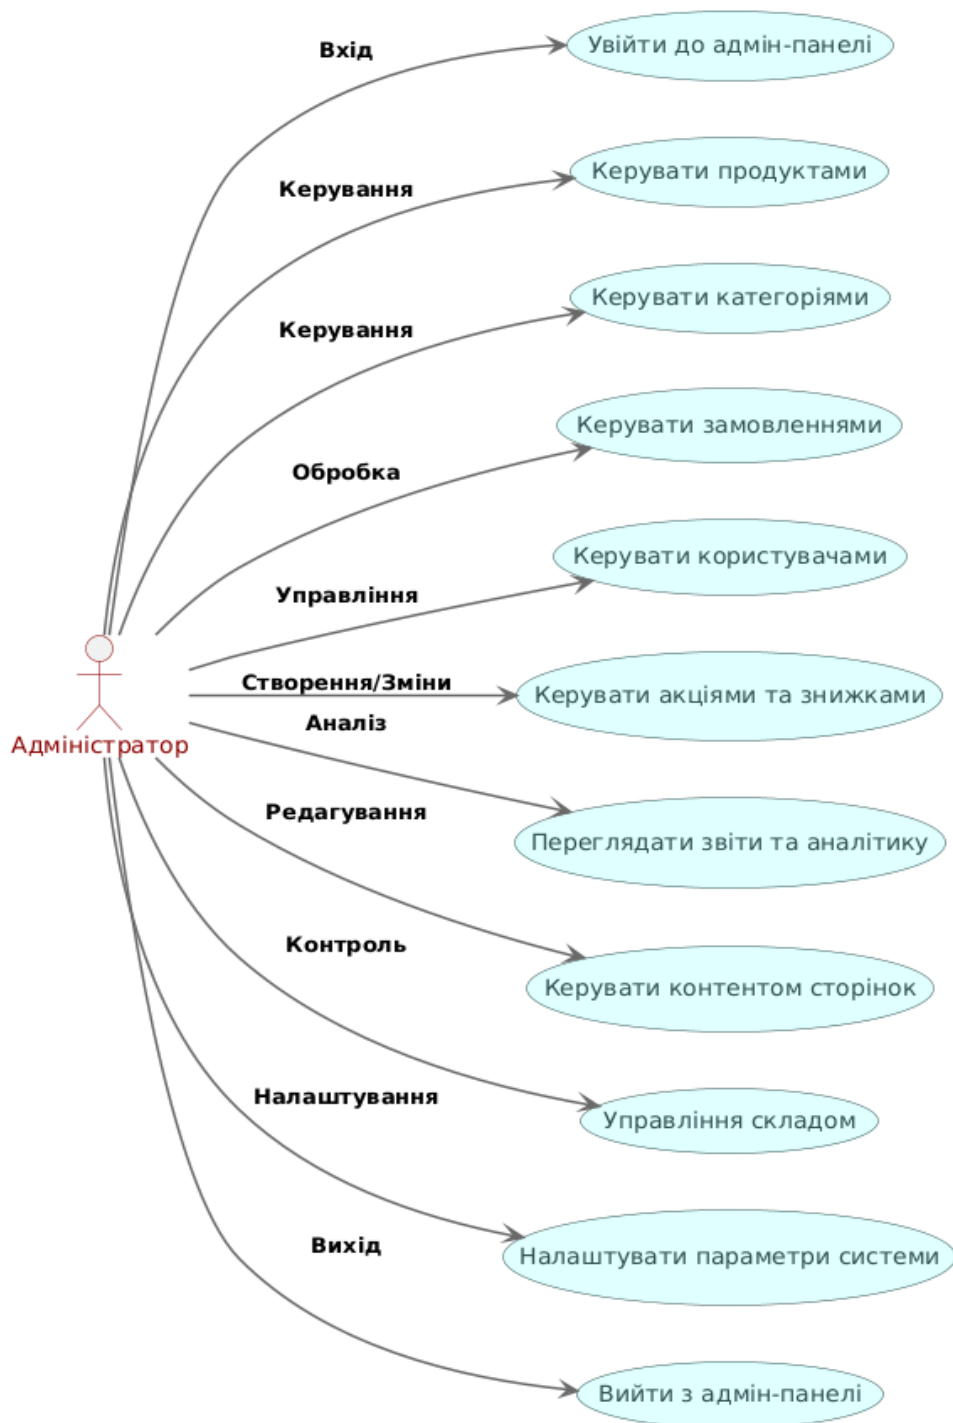 Вхід
Увійти до адмін-панелі
Керування
Керувати продуктами
Керування
Керувати категоріями
Обробка
Керувати замовленнями
Управління
Керувати користувачами
Створення/Зміни
Керувати акціями та знижками
Адміністратор
Аналіз
Переглядати звіти та аналітику
Редагування
Керувати контентом сторінок
Контроль
Управління складом
Налаштування
Налаштувати параметри системи
Вихід
Вийти з адмін-панелі